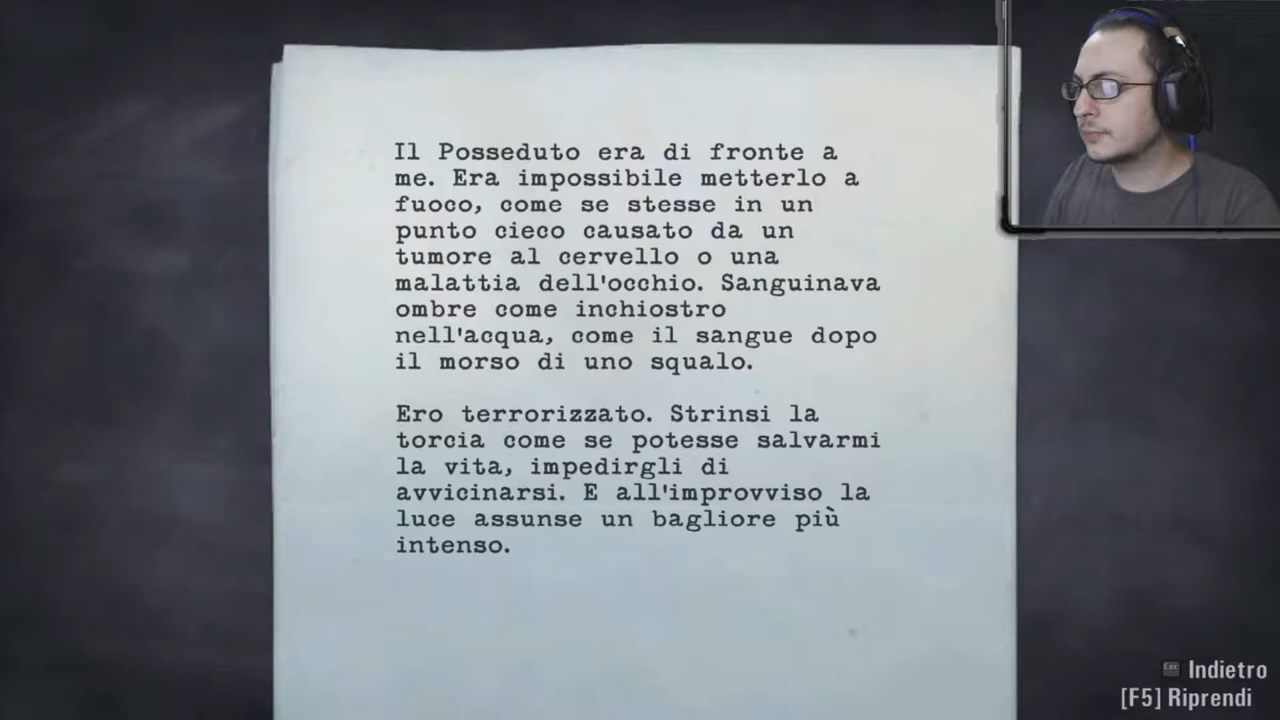 Il Posseduto era di fronte a
me. Era impossibile metterlo a
fuoco, come se stesse in un
punto cieco causato da un
tumore al cervello o una
malattia dell'occhio. Sanguinava
ombre come inchiostro
nell'acqua, come il sangue dopo
il morso di uno squalo.
Ero terrorizzato. Strinsi la
torcia come se potesse salvarmi
la vita, impedirgli di
avvicinarsi. E all'improvviso la
luce assunse un bagliore più
intenso.
Esc Indietro
[F5] Riprendi